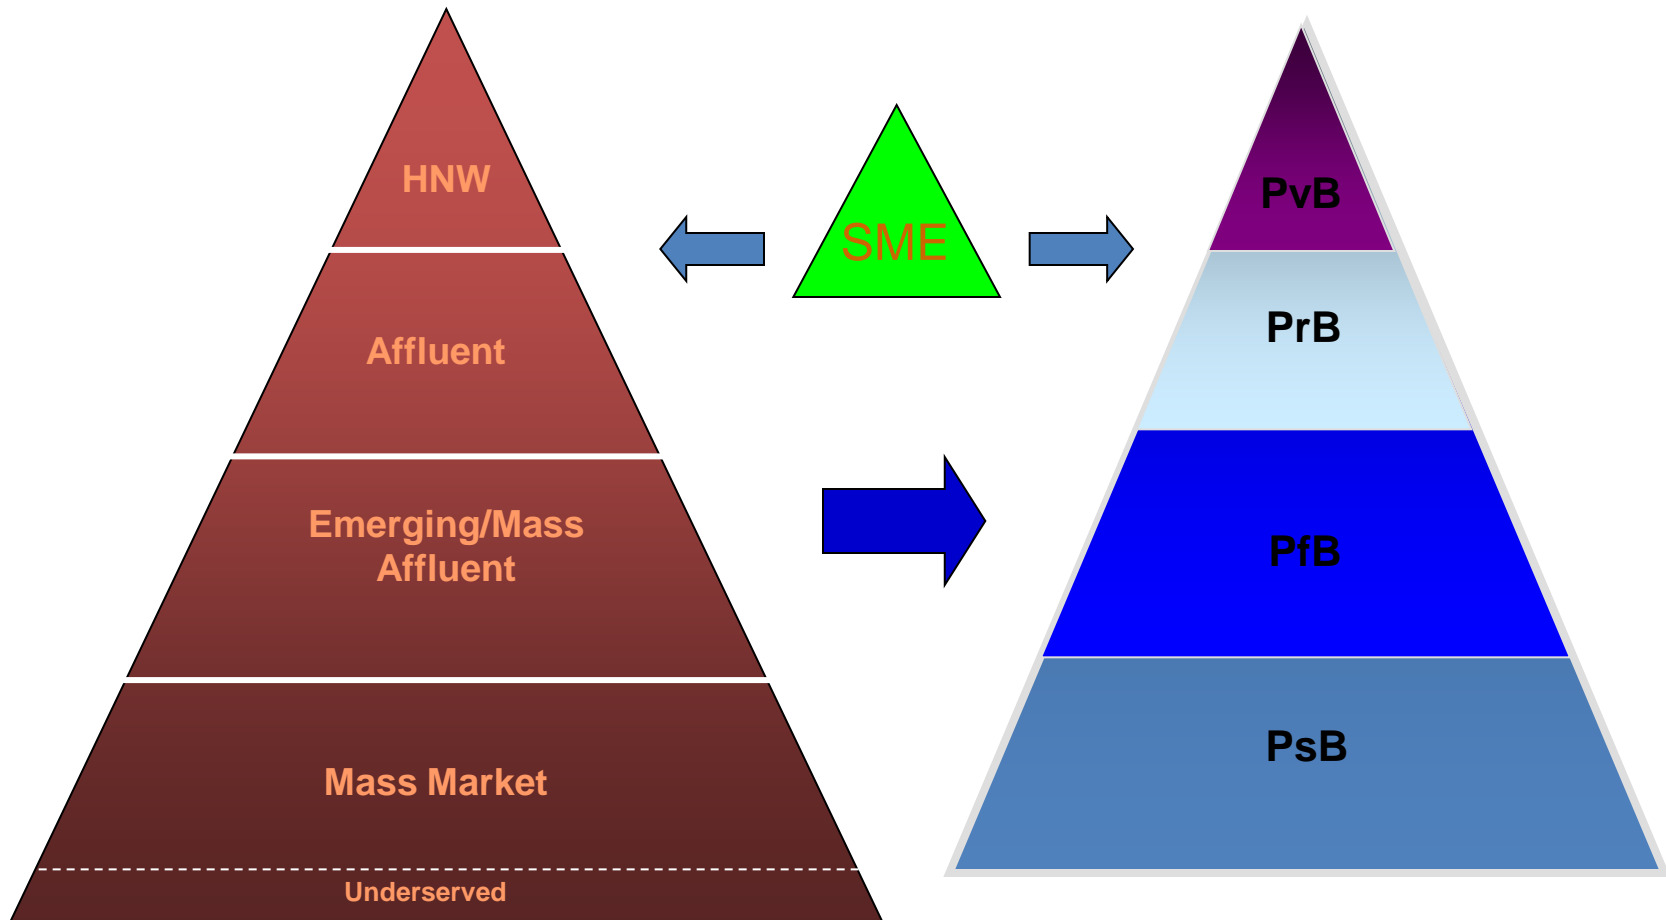 HNW
Affluent
Emerging/Mass
Affluent
Mass Market
Underserved
SME
PvB
PrB
PfB
PsB